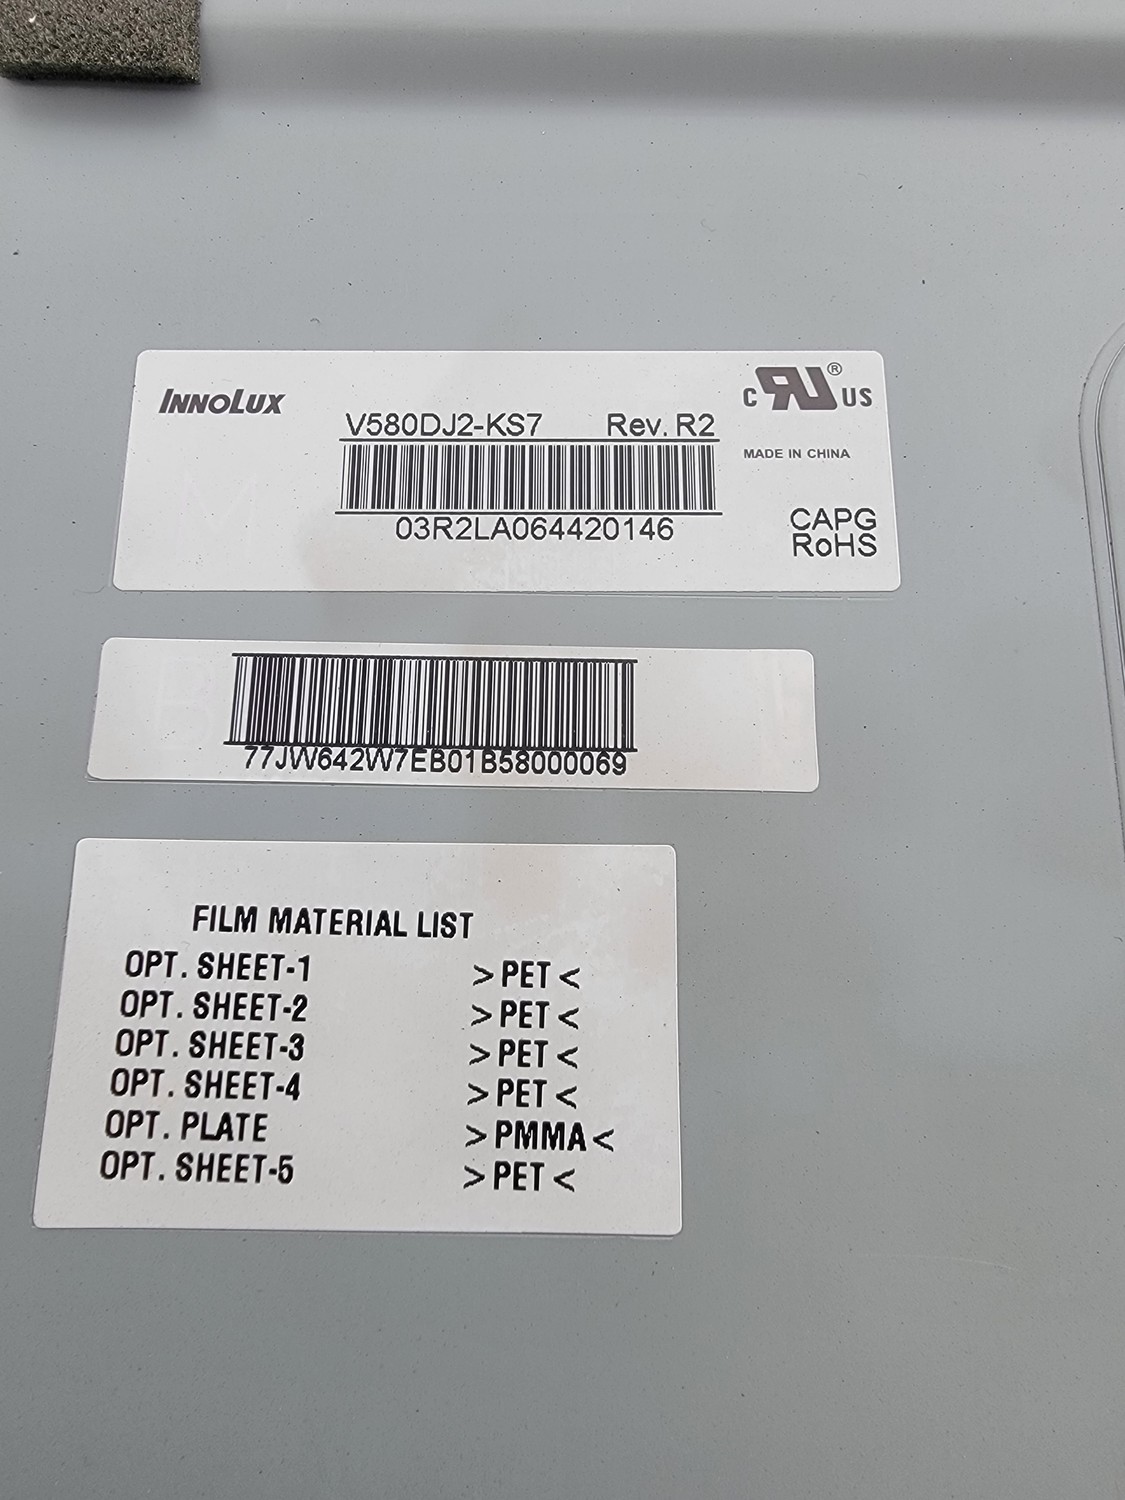 INNOLUX
V580DJ2-KS7 Rev. R2
03R2LA064420146
C RU ® US
MADE IN CHINA
CAPG
RoHS
77JW642W7EB01B58000069
FILM MATERIAL LIST
OPT. SHEET-1 >PET<
OPT. SHEET-2 >PET<
OPT. SHEET-3 >PET<
OPT. SHEET-4 >PET<
OPT. PLATE >PMMA<
OPT. SHEET-5 >PET<